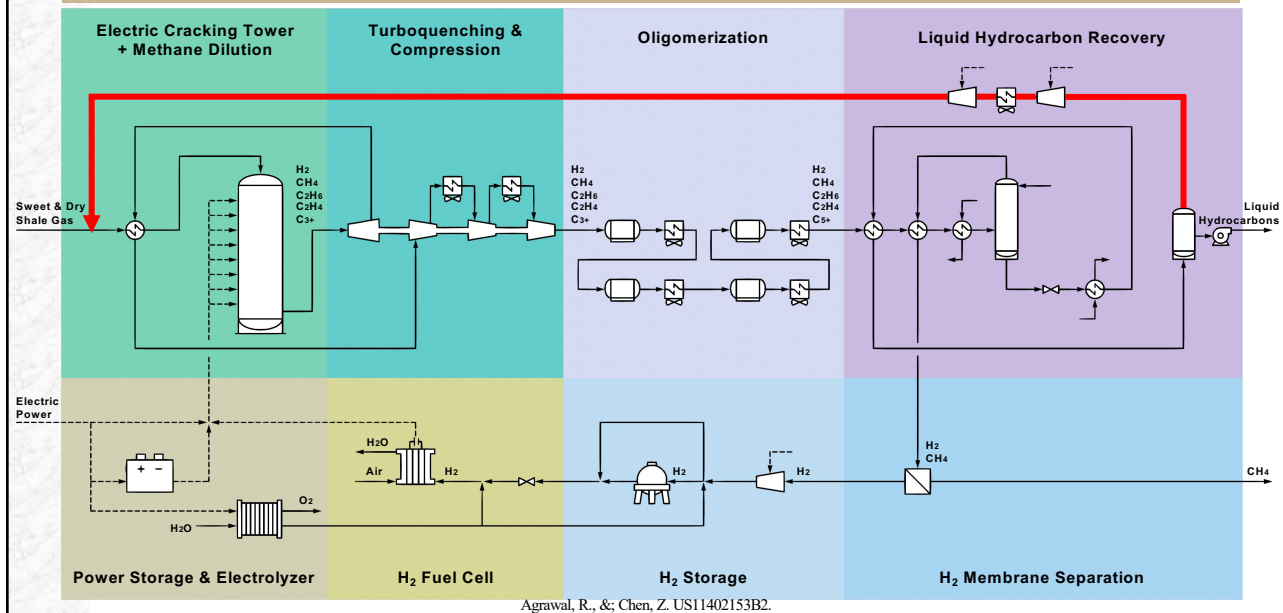 Electric Cracking Tower
+ Methane Dilution
Turboquenching &
Compression
Oligomerization
Liquid Hydrocarbon Recovery
Sweet & Dry
Shale Gas
H2
CH4
C2H6
C2H4
C3+
H2
CH4
C2H6
C2H4
C3+
H2
CH4
C2H6
C2H4
C5+
Liquid
Hydrocarbons
Electric
Power
+ -
H2O
O2
H2O
Air
H2
H2
H2
H2
CH4
CH4
Power Storage & Electrolyzer
H2 Fuel Cell
H2 Storage
H2 Membrane Separation
Agrawal, R., &; Chen, Z. US11402153B2.